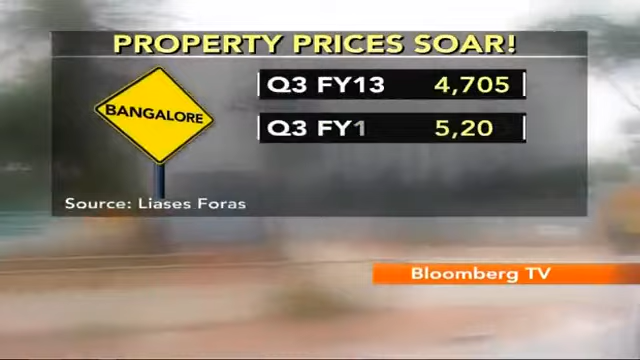 PROPERTY PRICES SOAR!
BANGALORE
Q3 FY13 4,705
Q3 FY1 5,20
Source: Liases Foras
Bloomberg TV